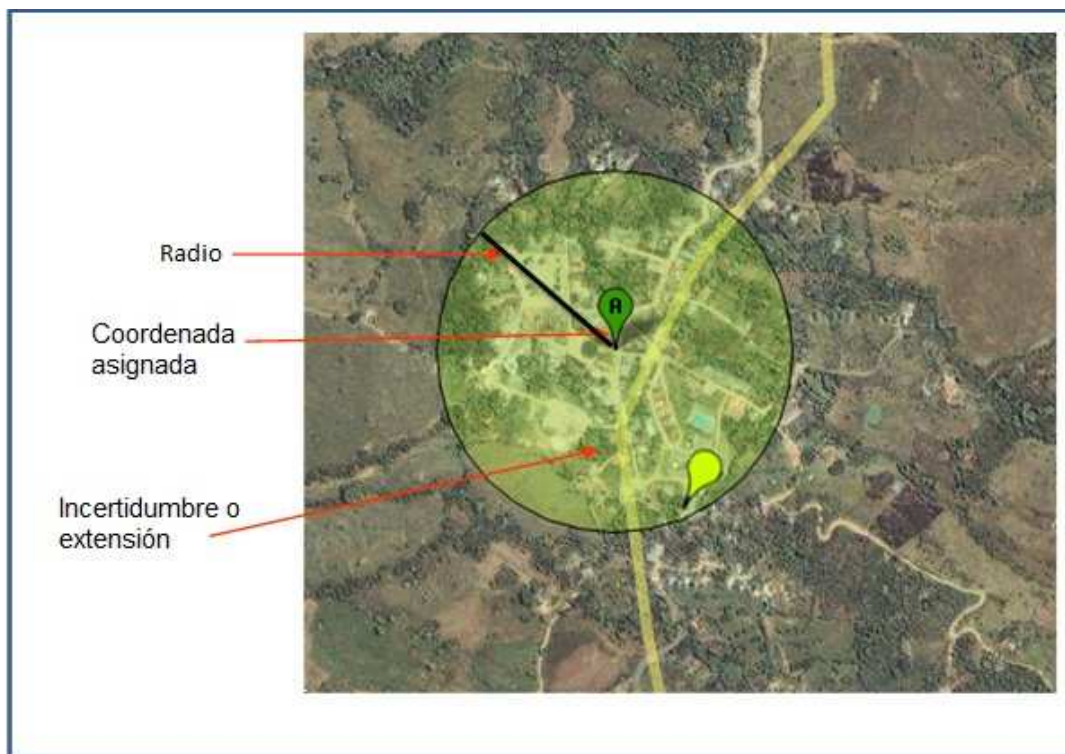 Radio
Coordenada
asignada
A
Incertidumbre o
extensión